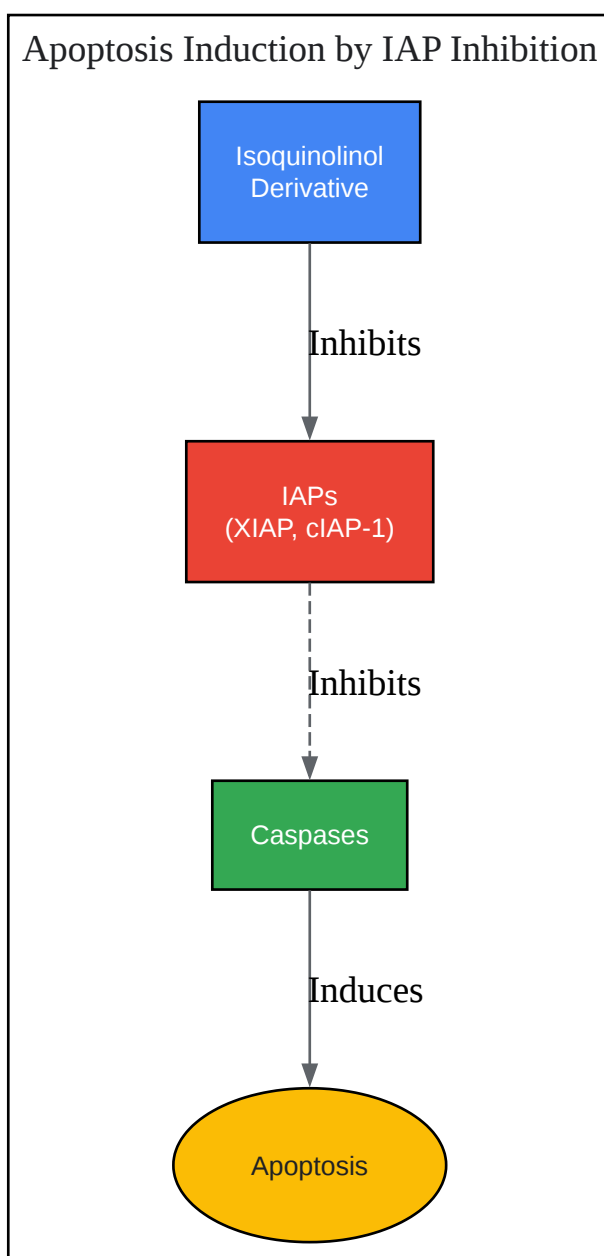 Apoptosis Induction by IAP Inhibition
Isoquinolinol
Derivative
Inhibits
IAPs
(XIAP, cIAP-1)
Inhibits
Caspases
Induces
Apoptosis